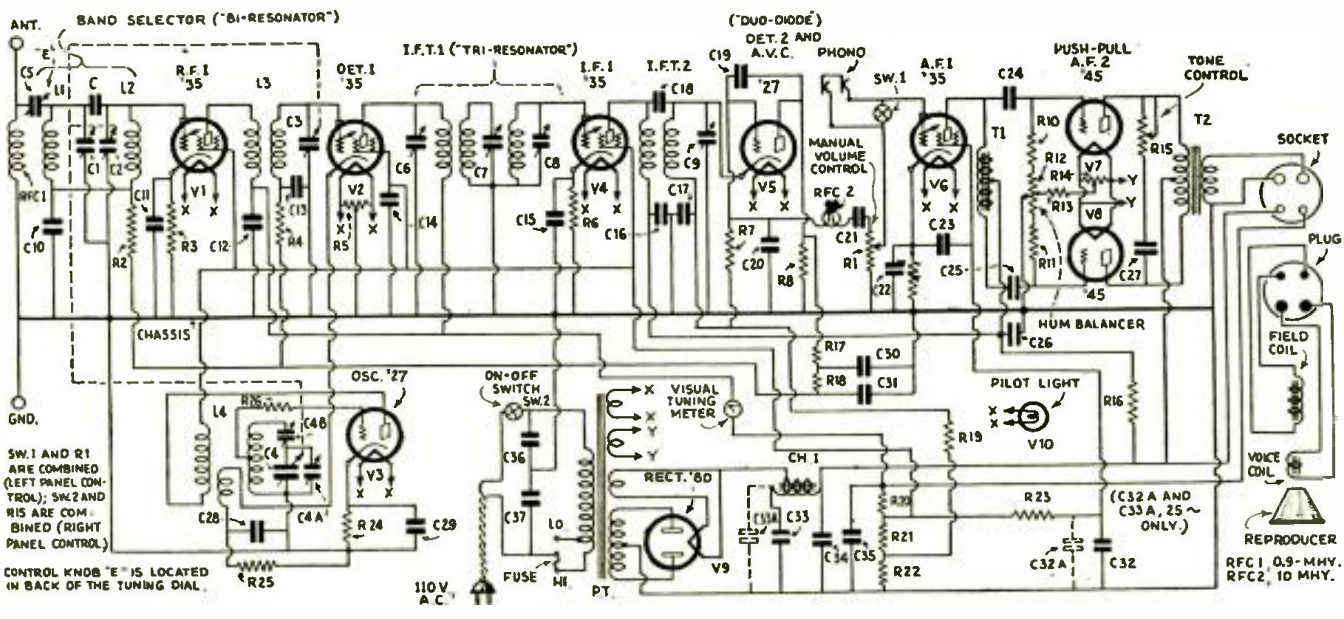 ANT.
BAND SELECTOR ("BI-RESONATOR")
"E"
C5
L1
C
L2
R.F.1
'35
L3
DET.1
'35
C3
I.F.T.1 ("TRI-RESONATOR")
I.F.1
'35
I.F.T.2
C18
("DUO-DIODE")
DET. 2 AND
A.V.C.
'27
C19
PHONO
SW.1
A.F.1
'35
C24
PUSH-PULL
A.F.2
'45
TONE
CONTROL
T2
SOCKET
RFC1
C1
C2
C11
V1
C10
R2
R3
C12
C13
R4
V2
R5
X
X
X
X
C6
C14
C7
C8
C15
V4
R6
X
X
C16
C17
C9
V5
X
X
R7
C20
R8
MANUAL
VOLUME
CONTROL
RFC 2
C21
R1
C22
V6
X
X
C23
C25
T1
R10
R12
R14
R13
R11
V7
V8
Y
Y
'45
R15
C27
HUM BALANCER
C26
PLUG
FIELD
COIL
CHASSIS
GND.
L4
R26
C4B
C4
C4A
OSC. '27
V3
X
X
C28
R25
R24
C29
ON-OFF
SWITCH
SW.2
C36
C37
LO
HI
FUSE
110 V.
A.C.
PT
X
X
Y
Y
VISUAL
TUNING
METER
RECT. '80
V9
CH 1
C33A
C33
C34
C35
R17
R18
C30
C31
R19
R20
R21
R22
PILOT LIGHT
X
X
V10
R16
R23
C32A
C32
(C32A AND
C33A, 25~
ONLY.)
VOICE
COIL
REPRODUCER
RFC1, 0.9-MHY.
RFC2, 10 MHY.
SW.1 AND R1
ARE COMBINED
(LEFT PANEL CON-
TROL); SW.2 AND
R15 ARE COM-
BINED (RIGHT
PANEL CONTROL)
CONTROL KNOB "E" IS LOCATED
IN BACK OF THE TUNING DIAL.